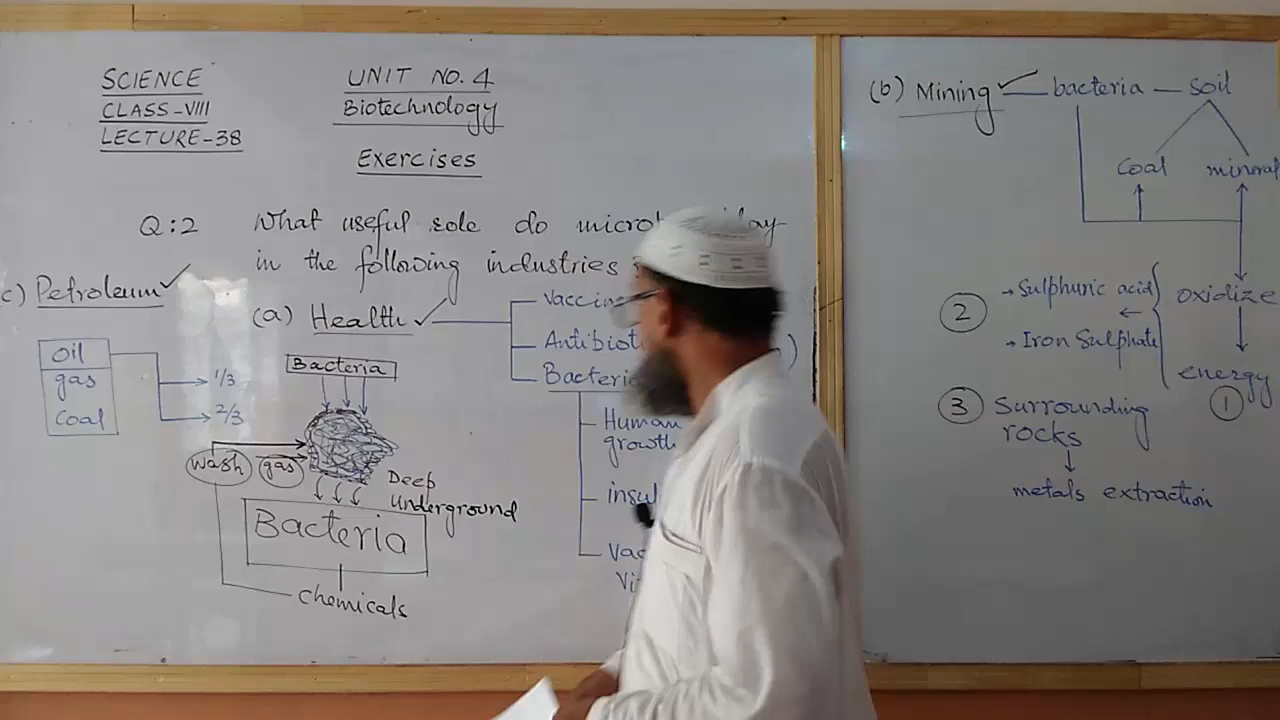 SCIENCE
CLASS-VIII
LECTURE-38
UNIT NO. 4
Biotechnology
Exercises
Q:2 What useful role do
in the following industries
(a) Health ✓
Vaccin
Antibiot
Bacteri
Human
growth
insul
Vac
Vi
c) Petroleum ✓
Oil
gas
Coal
1/3
2/3
Bacteria
wash
gas
Deep
underground
Bacteria
chemicals
(b) Mining ✓ — bacteria — soil
Coal mineral
② → Sulphuric acid
→ Iron Sulphate
oxidize
energy
①
③ Surrounding
rocks
metals extraction